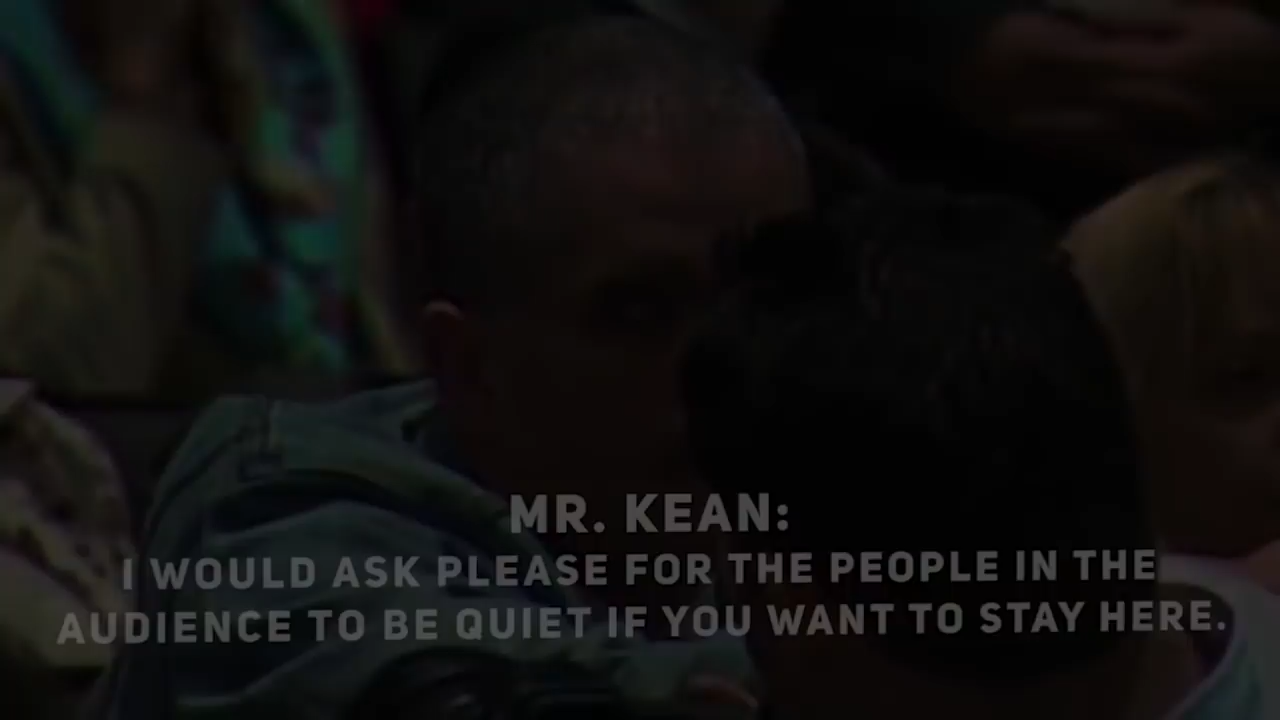 MR. KEAN:
I WOULD ASK PLEASE FOR THE PEOPLE IN THE
AUDIENCE TO BE QUIET IF YOU WANT TO STAY HERE.